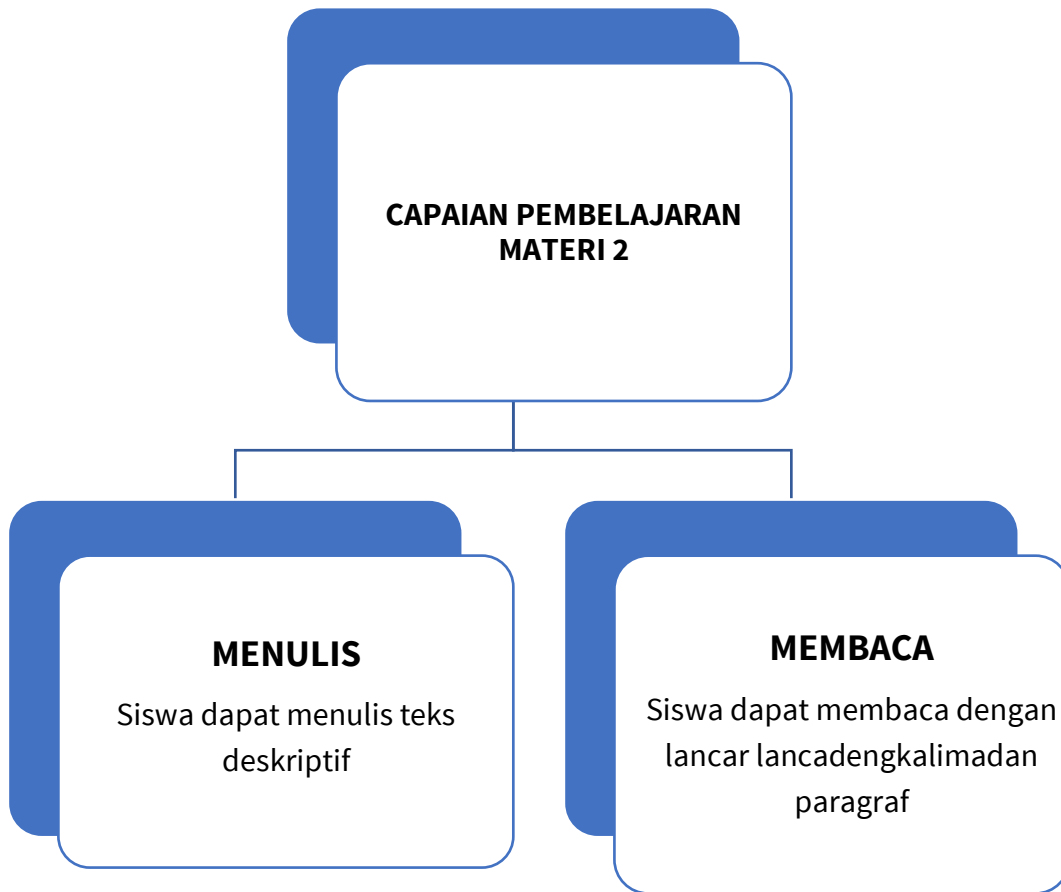 CAPAIAN PEMBELAJARAN
MATERI 2
MENULIS
Siswa dapat menulis teks
deskriptif
MEMBACA
Siswa dapat membaca dengan
lancar lancadengkalimadan
paragraf